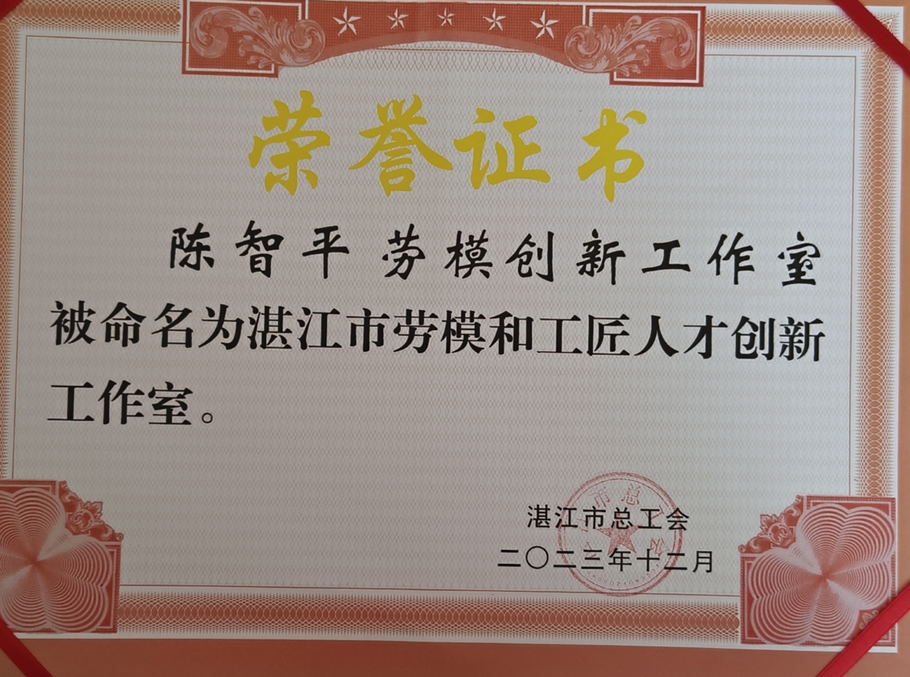 荣誉证书
陈智平劳模创新工作室
被命名为湛江市劳模和工匠人才创新
工作室。
湛江市总工会
二〇二三年十二月